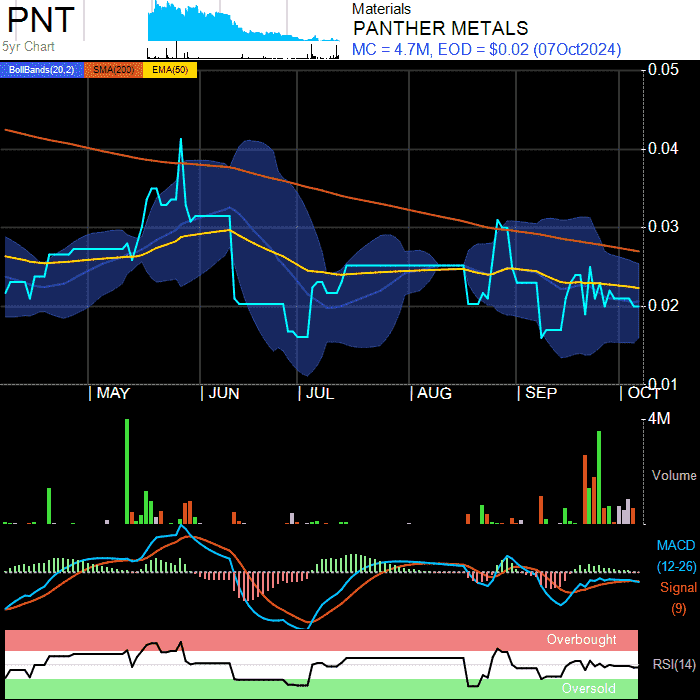 PNT
5yr Chart
Materials
PANTHER METALS
MC = 4.7M, EOD = $0.02 (07Oct2024)
BollBands(20,2) SMA(200) EMA(50)
0.05
0.04
0.03
0.02
0.01
MAY JUN JUL AUG SEP OCT
4M
Volume
MACD
(12-26)
Signal
(9)
Overbought
RSI(14)
Oversold